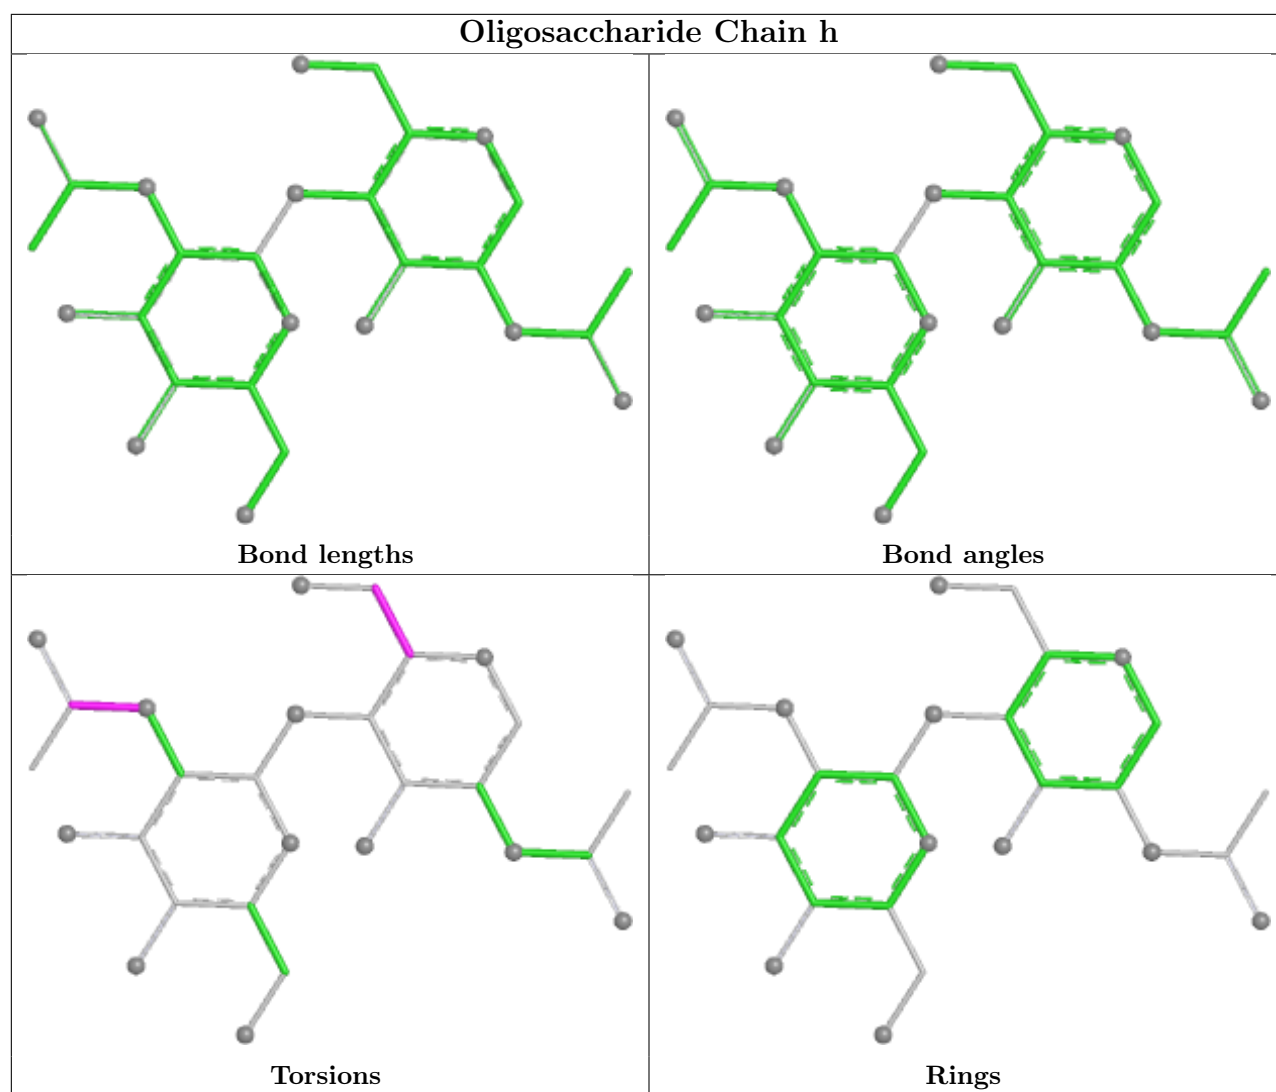 Oligosaccharide Chain h
Bond lengths
Bond angles
Torsions
Rings